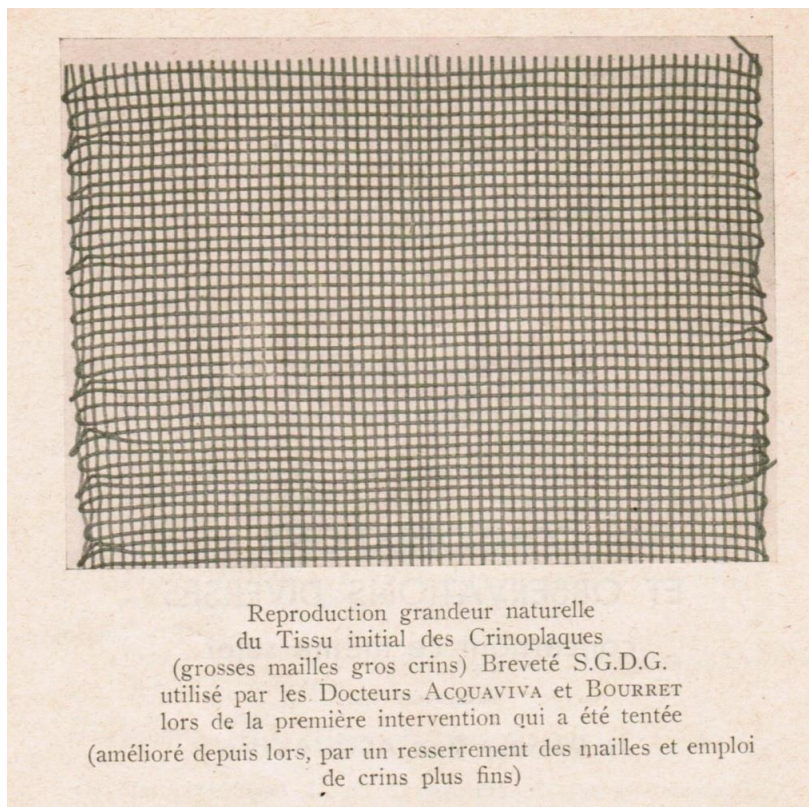 Reproduction grandeur naturelle
du Tissu initial des Crinoplaques
(grosses mailles gros crins) Breveté S.G.D.G.
utilisé par les Docteurs ACQUAVIVA et BOURRET
lors de la première intervention qui a été tentée
(amélioré depuis lors, par un resserrement des mailles et emploi
de crins plus fins)